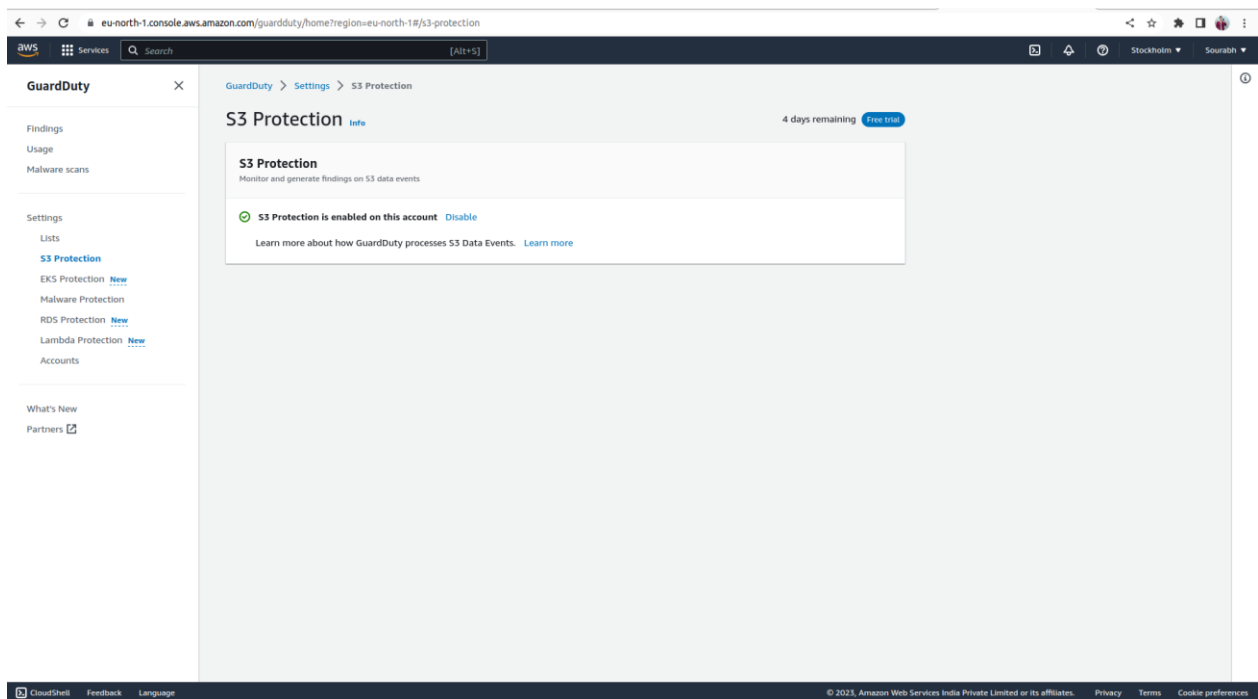 eu-north-1.console.aws.amazon.com/guardduty/home?region=eu-north-1#/s3-protection
aws Services Search [Alt+S] Stockholm Sourabh
GuardDuty
Findings
Usage
Malware scans
Settings
Lists
S3 Protection
EKS Protection New
Malware Protection
RDS Protection New
Lambda Protection New
Accounts
What's New
Partners
GuardDuty > Settings > S3 Protection
S3 Protection Info 4 days remaining Free trial
S3 Protection
Monitor and generate findings on S3 data events
S3 Protection is enabled on this account Disable
Learn more about how GuardDuty processes S3 Data Events. Learn more
CloudShell Feedback Language © 2023, Amazon Web Services India Private Limited or its affiliates. Privacy Terms Cookie preferences